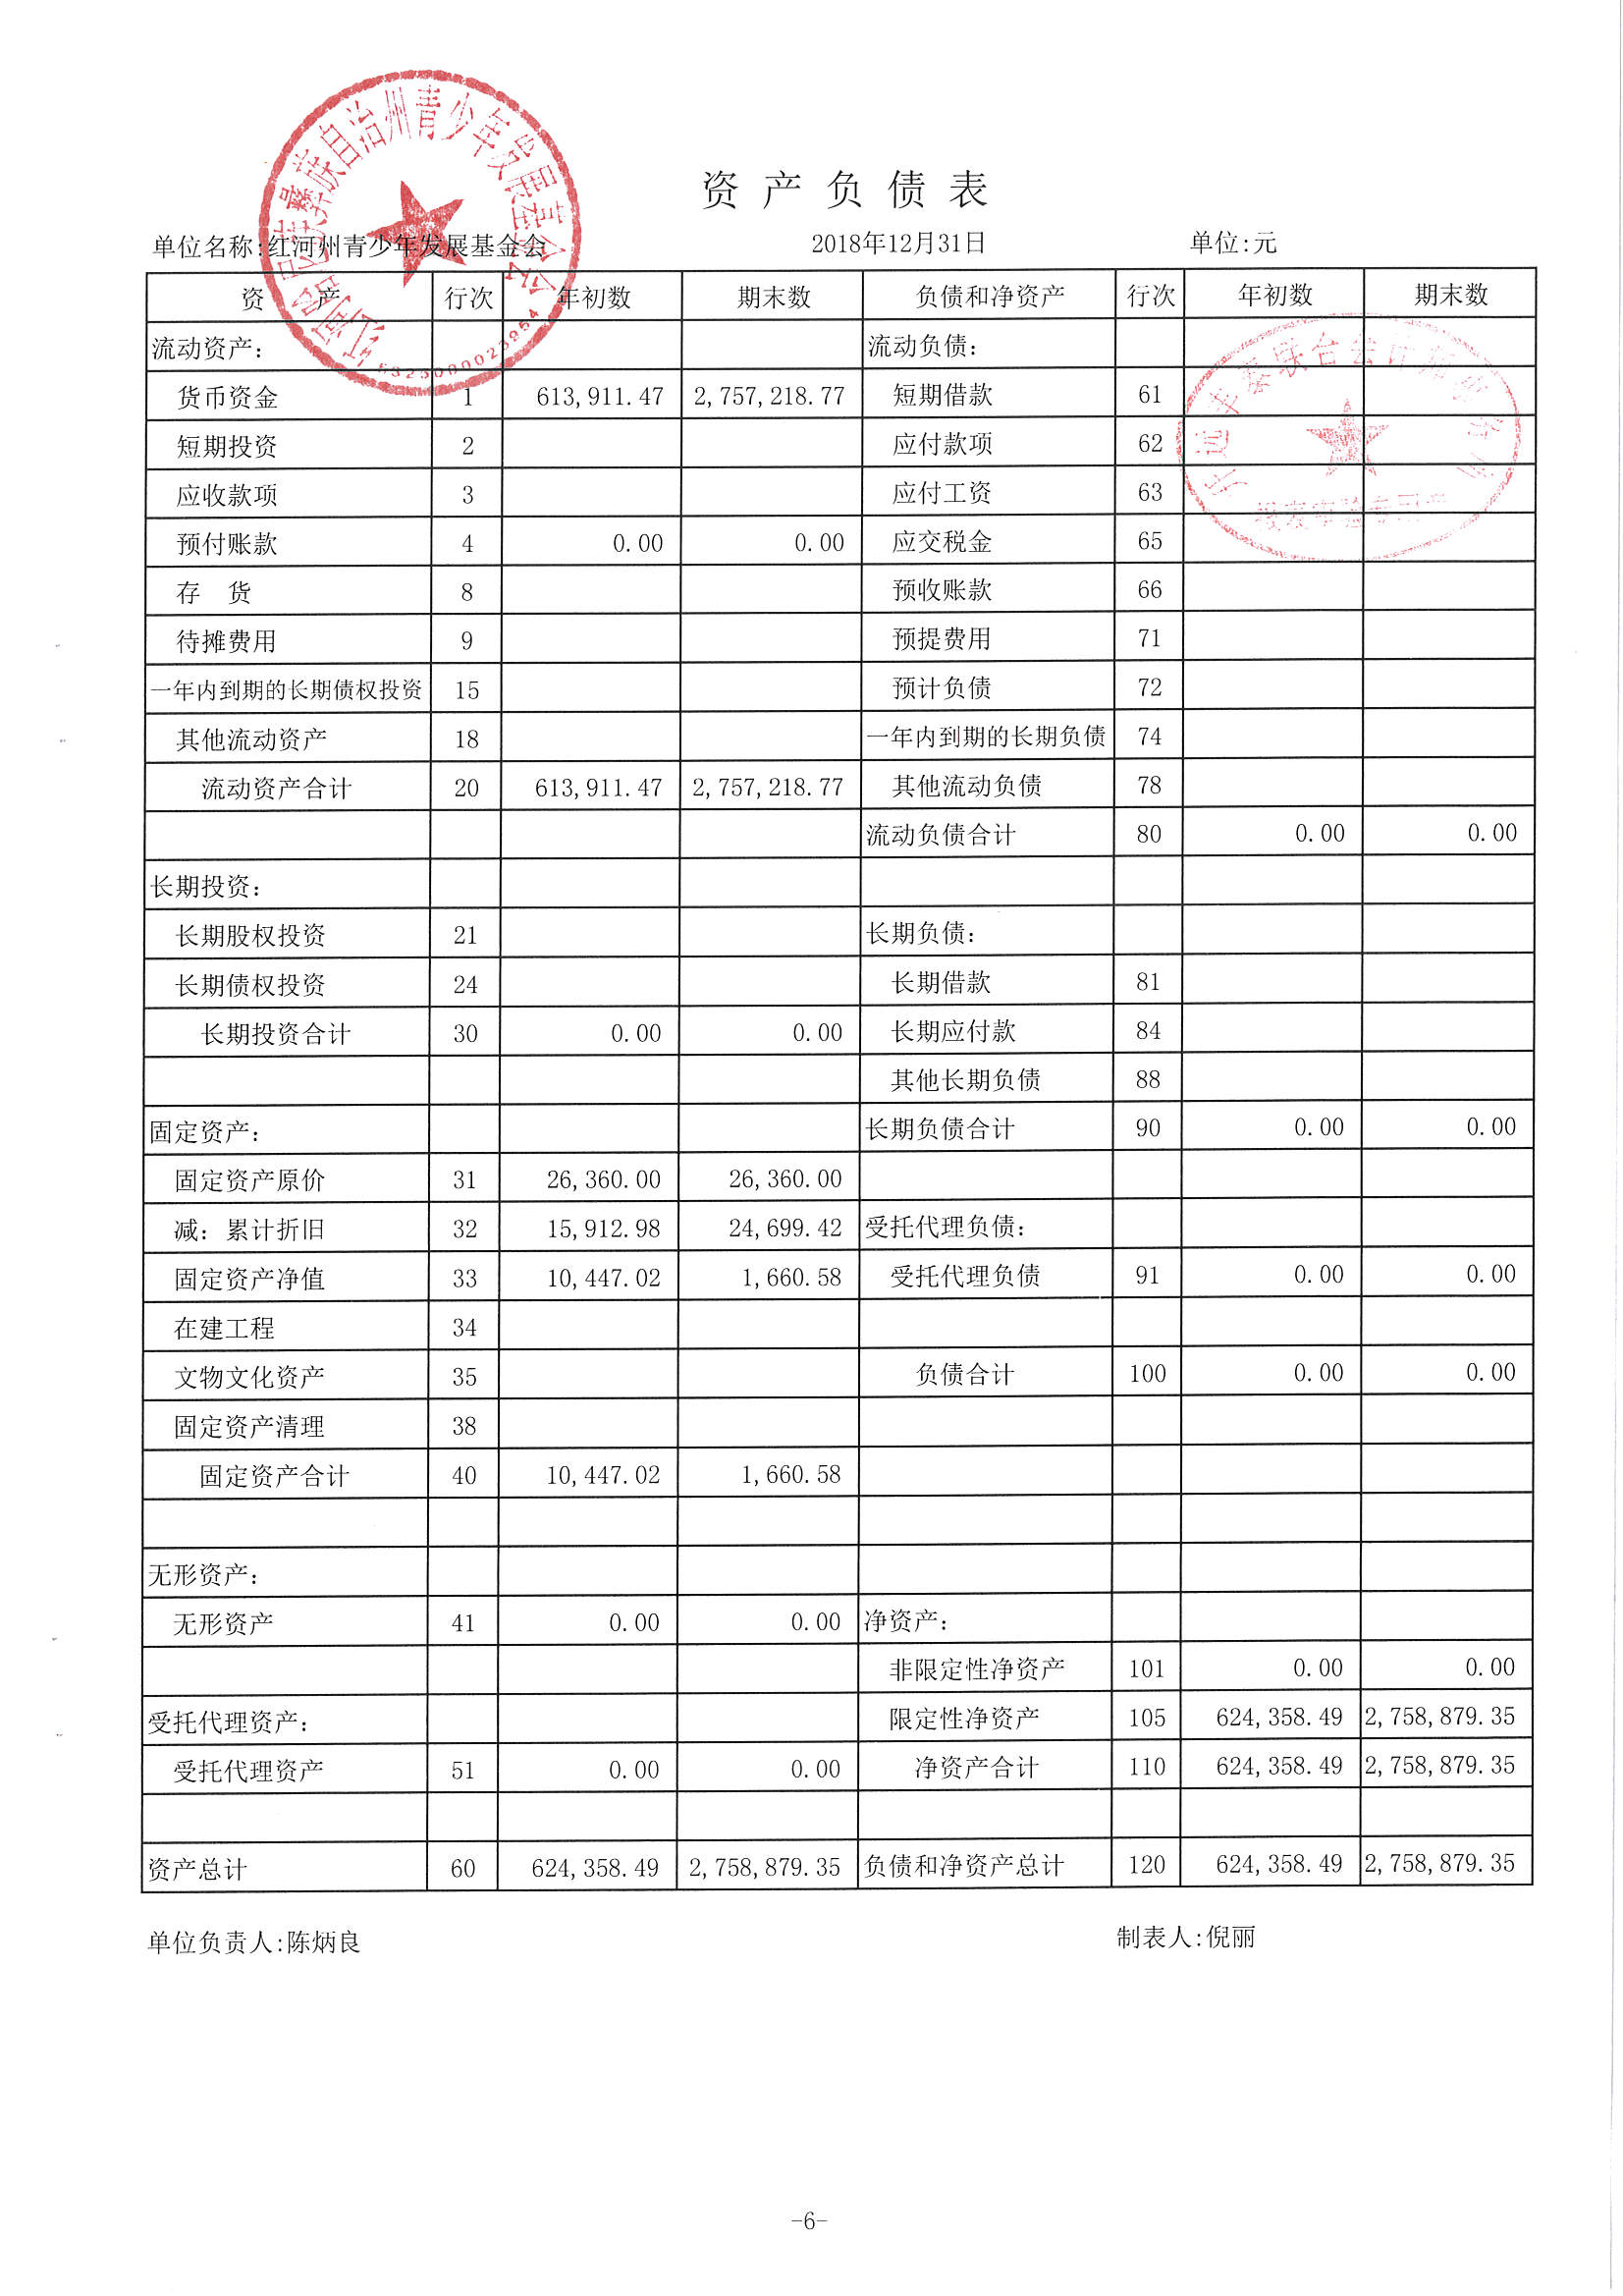 资产负债表
单位名称:红河州青少年发展基金会 2018年12月31日 单位:元
资 产 行次 年初数 期末数 负债和净资产 行次 年初数 期末数
流动资产: 流动负债:
货币资金 1 613,911.47 2,757,218.77 短期借款 61
短期投资 2 应付款项 62
应收款项 3 应付工资 63
预付账款 4 0.00 0.00 应交税金 65
存 货 8 预收账款 66
待摊费用 9 预提费用 71
一年内到期的长期债权投资 15 预计负债 72
其他流动资产 18 一年内到期的长期负债 74
流动资产合计 20 613,911.47 2,757,218.77 其他流动负债 78
流动负债合计 80 0.00 0.00
长期投资:
长期股权投资 21 长期负债:
长期债权投资 24 长期借款 81
长期投资合计 30 0.00 0.00 长期应付款 84
其他长期负债 88
固定资产: 长期负债合计 90 0.00 0.00
固定资产原价 31 26,360.00 26,360.00
减:累计折旧 32 15,912.98 24,699.42 受托代理负债:
固定资产净值 33 10,447.02 1,660.58 受托代理负债 91 0.00 0.00
在建工程 34
文物文化资产 35 负债合计 100 0.00 0.00
固定资产清理 38
固定资产合计 40 10,447.02 1,660.58
无形资产:
无形资产 41 0.00 0.00 净资产:
非限定性净资产 101 0.00 0.00
受托代理资产: 限定性净资产 105 624,358.49 2,758,879.35
受托代理资产 51 0.00 0.00 净资产合计 110 624,358.49 2,758,879.35
资产总计 60 624,358.49 2,758,879.35 负债和净资产总计 120 624,358.49 2,758,879.35
单位负责人:陈炳良 制表人:倪丽
-6-
红河哈尼族彝族自治州青少年发展基金会